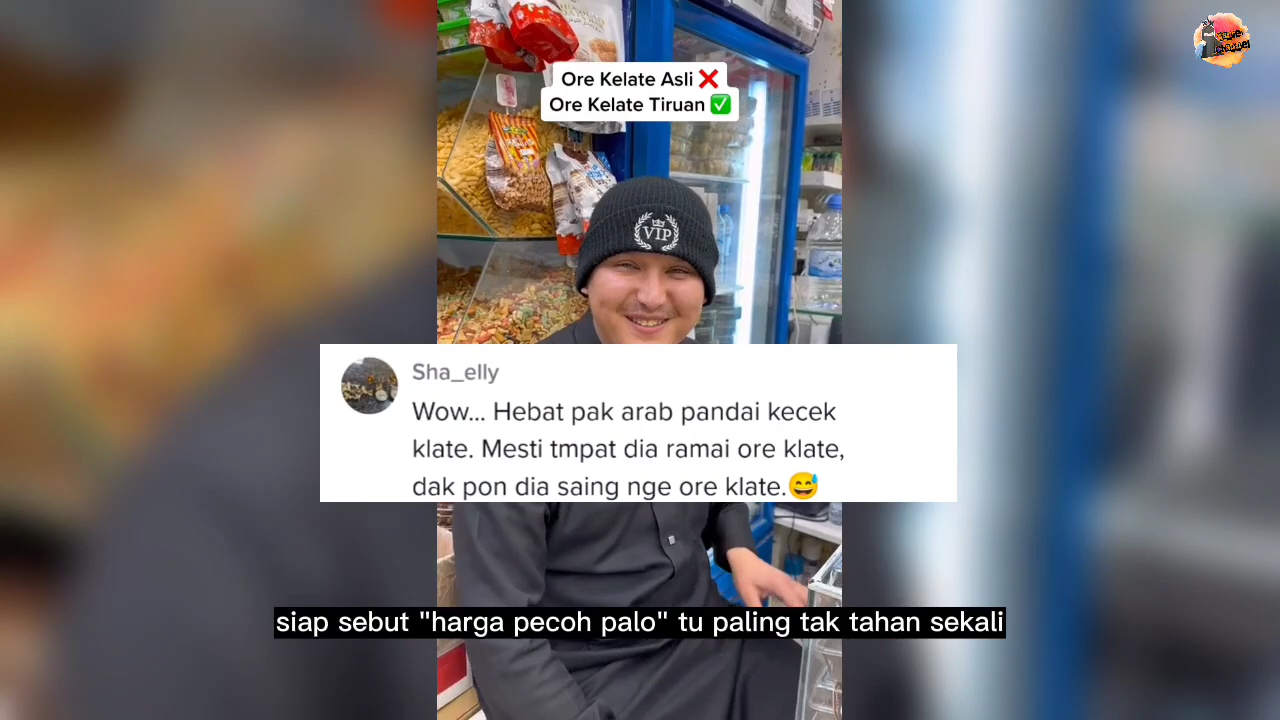 Ore Kelate Asli ❌
Ore Kelate Tiruan ✅
VIP
Sha_elly
Wow... Hebat pak arab pandai kecek
klate. Mesti tmpat dia ramai ore klate,
dak pon dia saing nge ore klate.😅
siap sebut "harga pecoh palo" tu paling tak tahan sekali